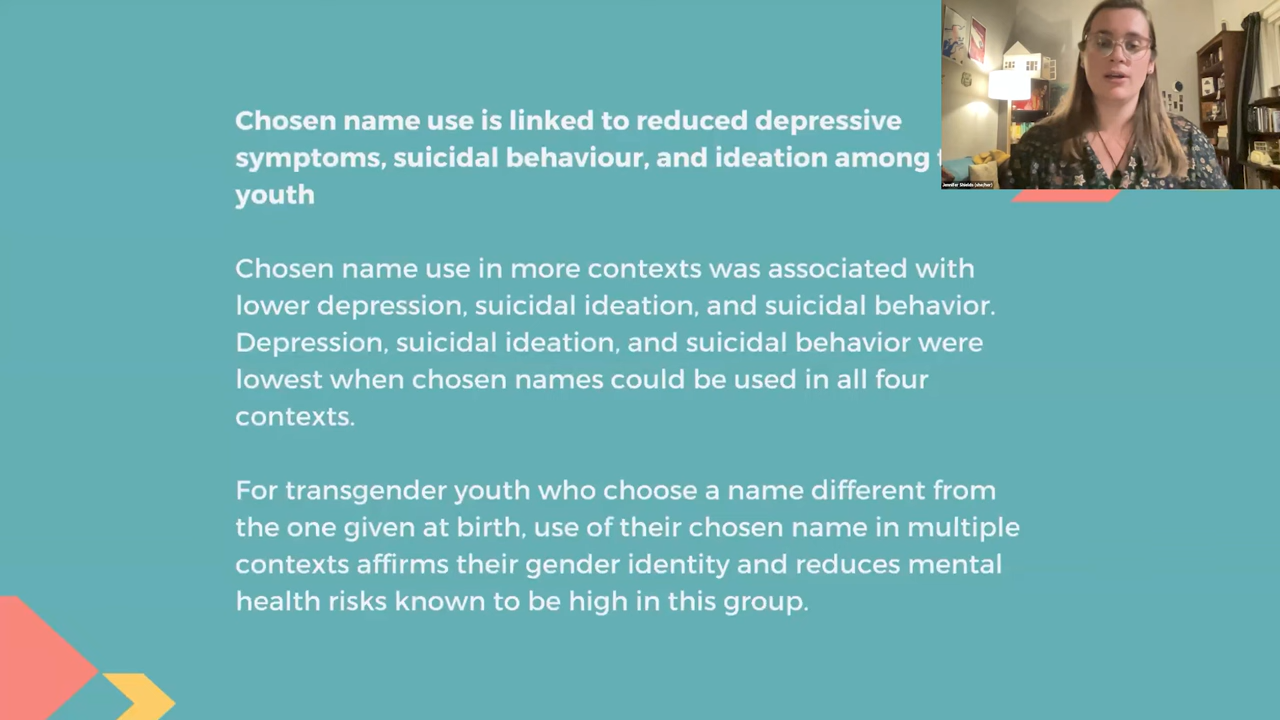 Chosen name use is linked to reduced depressive
symptoms, suicidal behaviour, and ideation among
youth
Chosen name use in more contexts was associated with
lower depression, suicidal ideation, and suicidal behavior.
Depression, suicidal ideation, and suicidal behavior were
lowest when chosen names could be used in all four
contexts.
For transgender youth who choose a name different from
the one given at birth, use of their chosen name in multiple
contexts affirms their gender identity and reduces mental
health risks known to be high in this group.
Jennifer Shields (she/her)